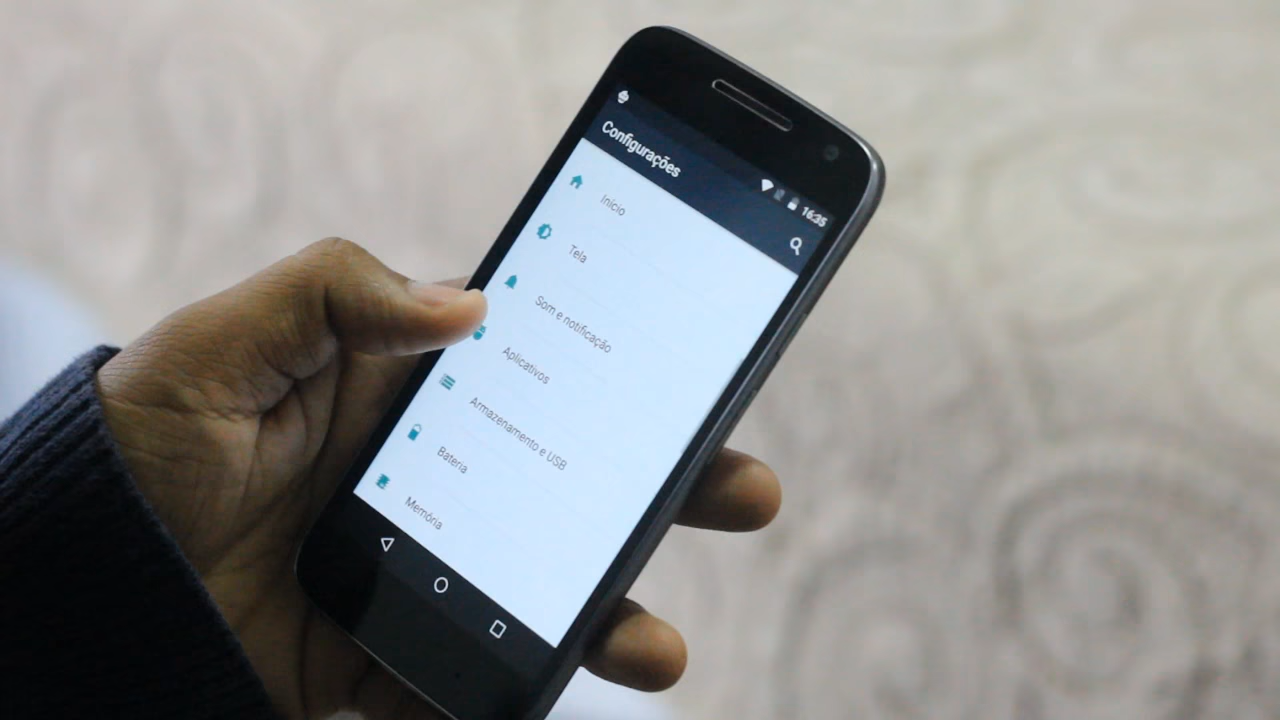 16:35
Configurações
Início
Tela
Som e notificação
Aplicativos
Armazenamento e USB
Bateria
Memória